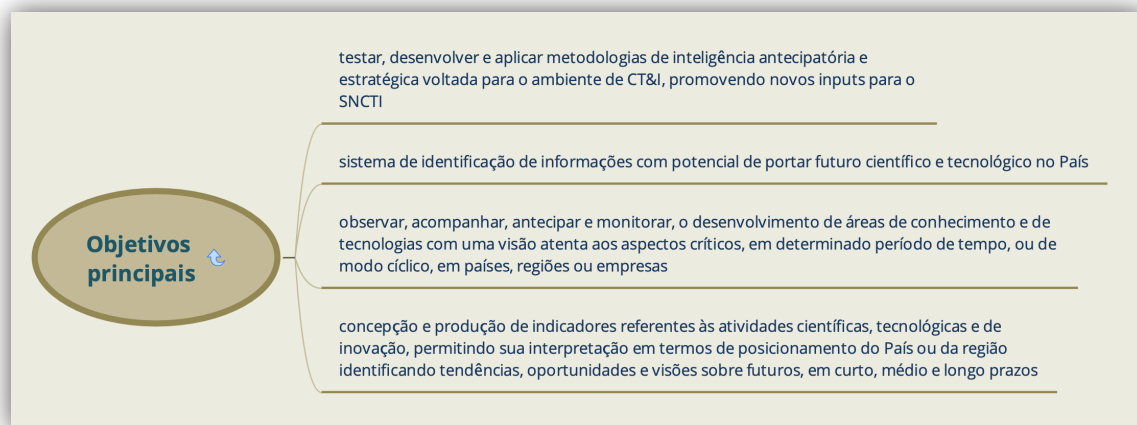 testar, desenvolver e aplicar metodologias de inteligência antecipatória e
estratégica voltada para o ambiente de CT&I, promovendo novos inputs para o
SNCTI
sistema de identificação de informações com potencial de portar futuro científico e tecnológico no País
Objetivos
principais
observar, acompanhar, antecipar e monitorar, o desenvolvimento de áreas de conhecimento e de
tecnologias com uma visão atenta aos aspectos críticos, em determinado período de tempo, ou de
modo cíclico, em países, regiões ou empresas
concepção e produção de indicadores referentes às atividades científicas, tecnológicas e de
inovação, permitindo sua interpretação em termos de posicionamento do País ou da região
identificando tendências, oportunidades e visões sobre futuros, em curto, médio e longo prazos